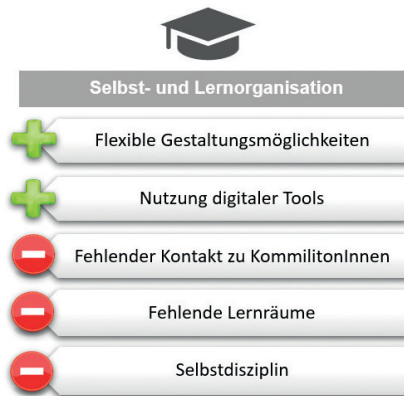 Selbst- und Lernorganisation
Flexible Gestaltungsmöglichkeiten
Nutzung digitaler Tools
Fehlender Kontakt zu KommilitonInnen
Fehlende Lernräume
Selbstdisziplin